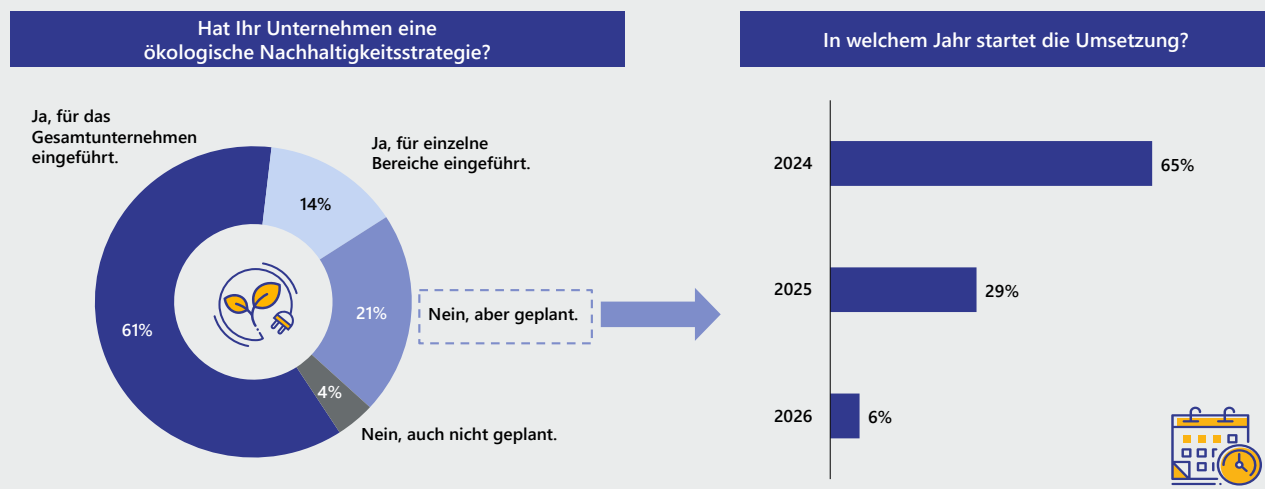 Hat Ihr Unternehmen eine
ökologische Nachhaltigkeitsstrategie?
Ja, für das
Gesamtunternehmen
eingeführt.
Ja, für einzelne
Bereiche eingeführt.
14%
61%
21%
Nein, aber geplant.
4%
Nein, auch nicht geplant.
In welchem Jahr startet die Umsetzung?
2024
65%
2025
29%
2026
6%